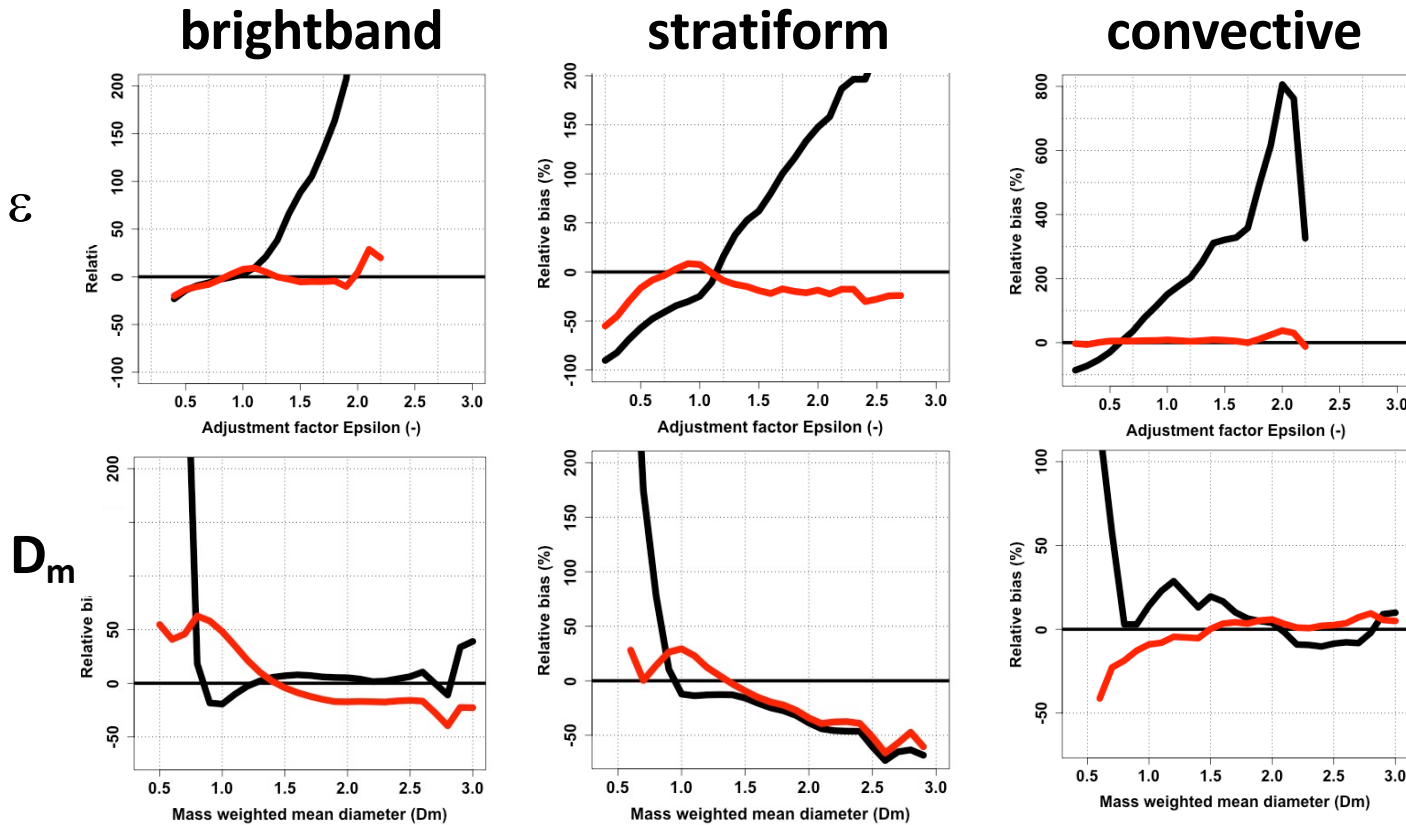 brightband stratiform convective
ε
Relativ
200
150
100
50
0
-50
-100
0.5 1.0 1.5 2.0 2.5 3.0
Adjustment factor Epsilon (-)
Relative bias (%)
200
150
100
50
0
-50
-100
0.5 1.0 1.5 2.0 2.5 3.0
Adjustment factor Epsilon (-)
Relative bias (%)
800
600
400
200
0
0.5 1.0 1.5 2.0 2.5 3.0
Adjustment factor Epsilon (-)
Dm
Relative bi
200
50
0
-50
0.5 1.0 1.5 2.0 2.5 3.0
Mass weighted mean diameter (Dm)
Relative bias (%)
200
150
100
50
0
-50
0.5 1.0 1.5 2.0 2.5 3.0
Mass weighted mean diameter (Dm)
Relative bias (%)
100
50
0
-50
0.5 1.0 1.5 2.0 2.5 3.0
Mass weighted mean diameter (Dm)